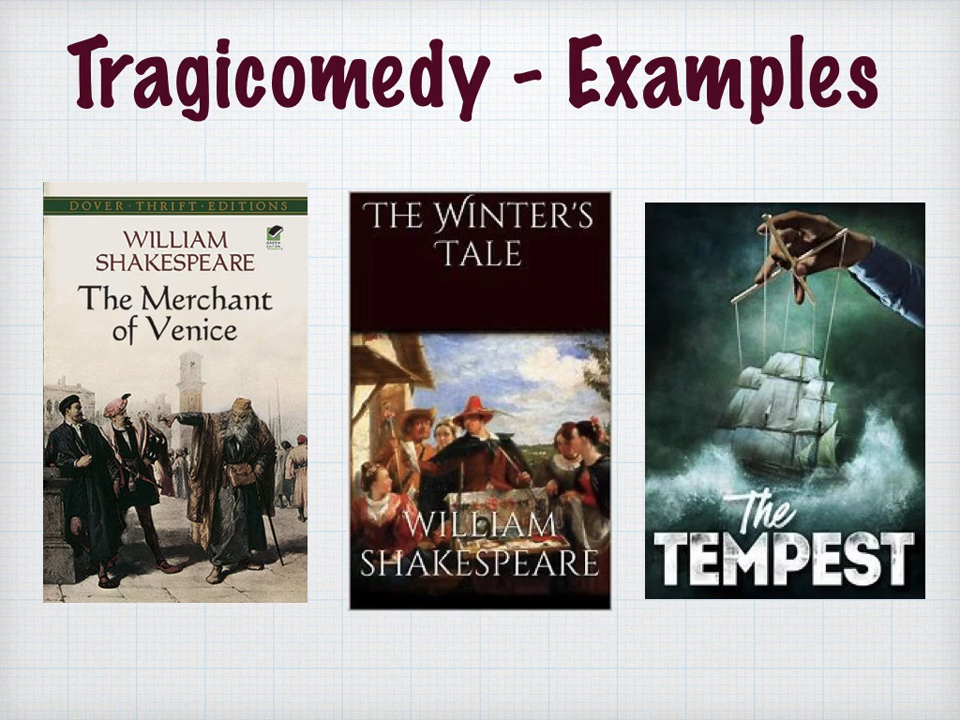 Tragicomedy - Examples
DOVER · THRIFT · EDITIONS
WILLIAM
SHAKESPEARE
The Merchant
of Venice
THE WINTER'S
TALE
WILLIAM
SHAKESPEARE
The
TEMPEST